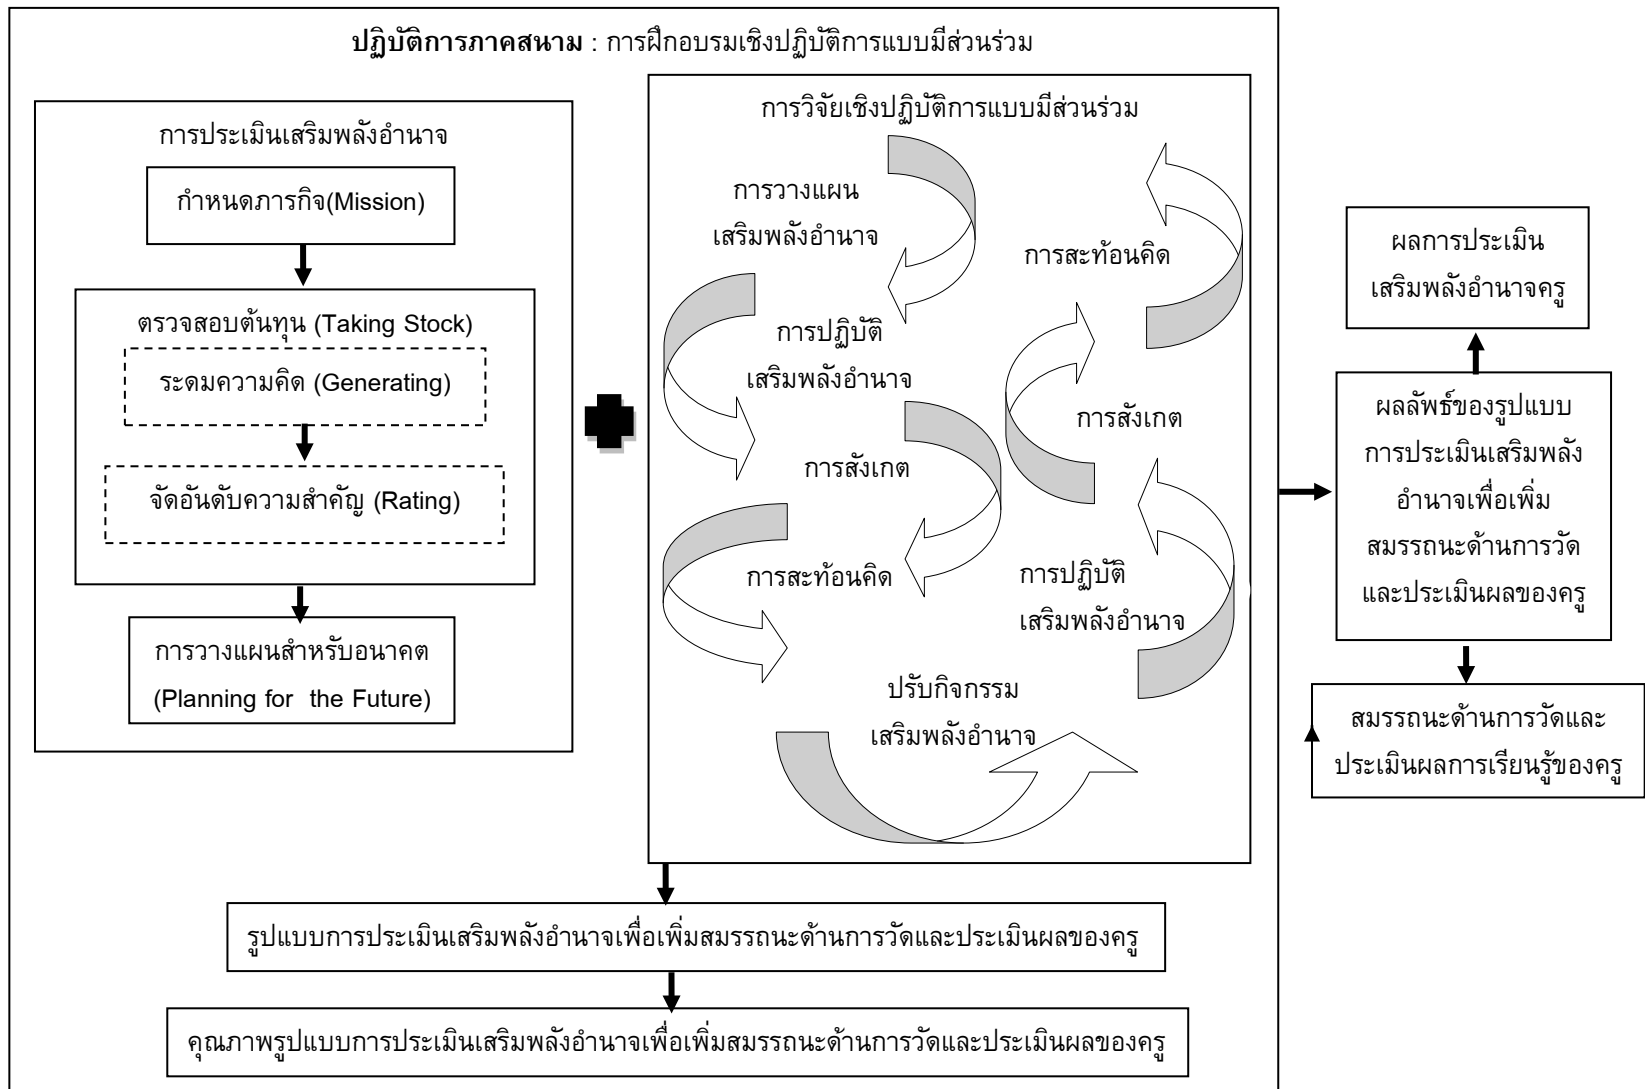 ปฏิบัติการภาคสนาม : การฝึกอบรมเชิงปฏิบัติการแบบมีส่วนร่วม
การประเมินเสริมพลังอำนาจ
กำหนดภารกิจ(Mission)
ตรวจสอบต้นทุน (Taking Stock)
ระดมความคิด (Generating)
จัดอันดับความสำคัญ (Rating)
การวางแผนสำหรับอนาคต
(Planning for the Future)
การวิจัยเชิงปฏิบัติการแบบมีส่วนร่วม
การวางแผน
เสริมพลังอำนาจ
การปฏิบัติ
เสริมพลังอำนาจ
การสังเกต
การสะท้อนคิด
ปรับกิจกรรม
เสริมพลังอำนาจ
การปฏิบัติ
เสริมพลังอำนาจ
การสังเกต
การสะท้อนคิด
รูปแบบการประเมินเสริมพลังอำนาจเพื่อเพิ่มสมรรถนะด้านการวัดและประเมินผลของครู
คุณภาพรูปแบบการประเมินเสริมพลังอำนาจเพื่อเพิ่มสมรรถนะด้านการวัดและประเมินผลของครู
ผลการประเมิน
เสริมพลังอำนาจครู
ผลลัพธ์ของรูปแบบ
การประเมินเสริมพลัง
อำนาจเพื่อเพิ่ม
สมรรถนะด้านการวัด
และประเมินผลของครู
สมรรถนะด้านการวัดและ
ประเมินผลการเรียนรู้ของครู